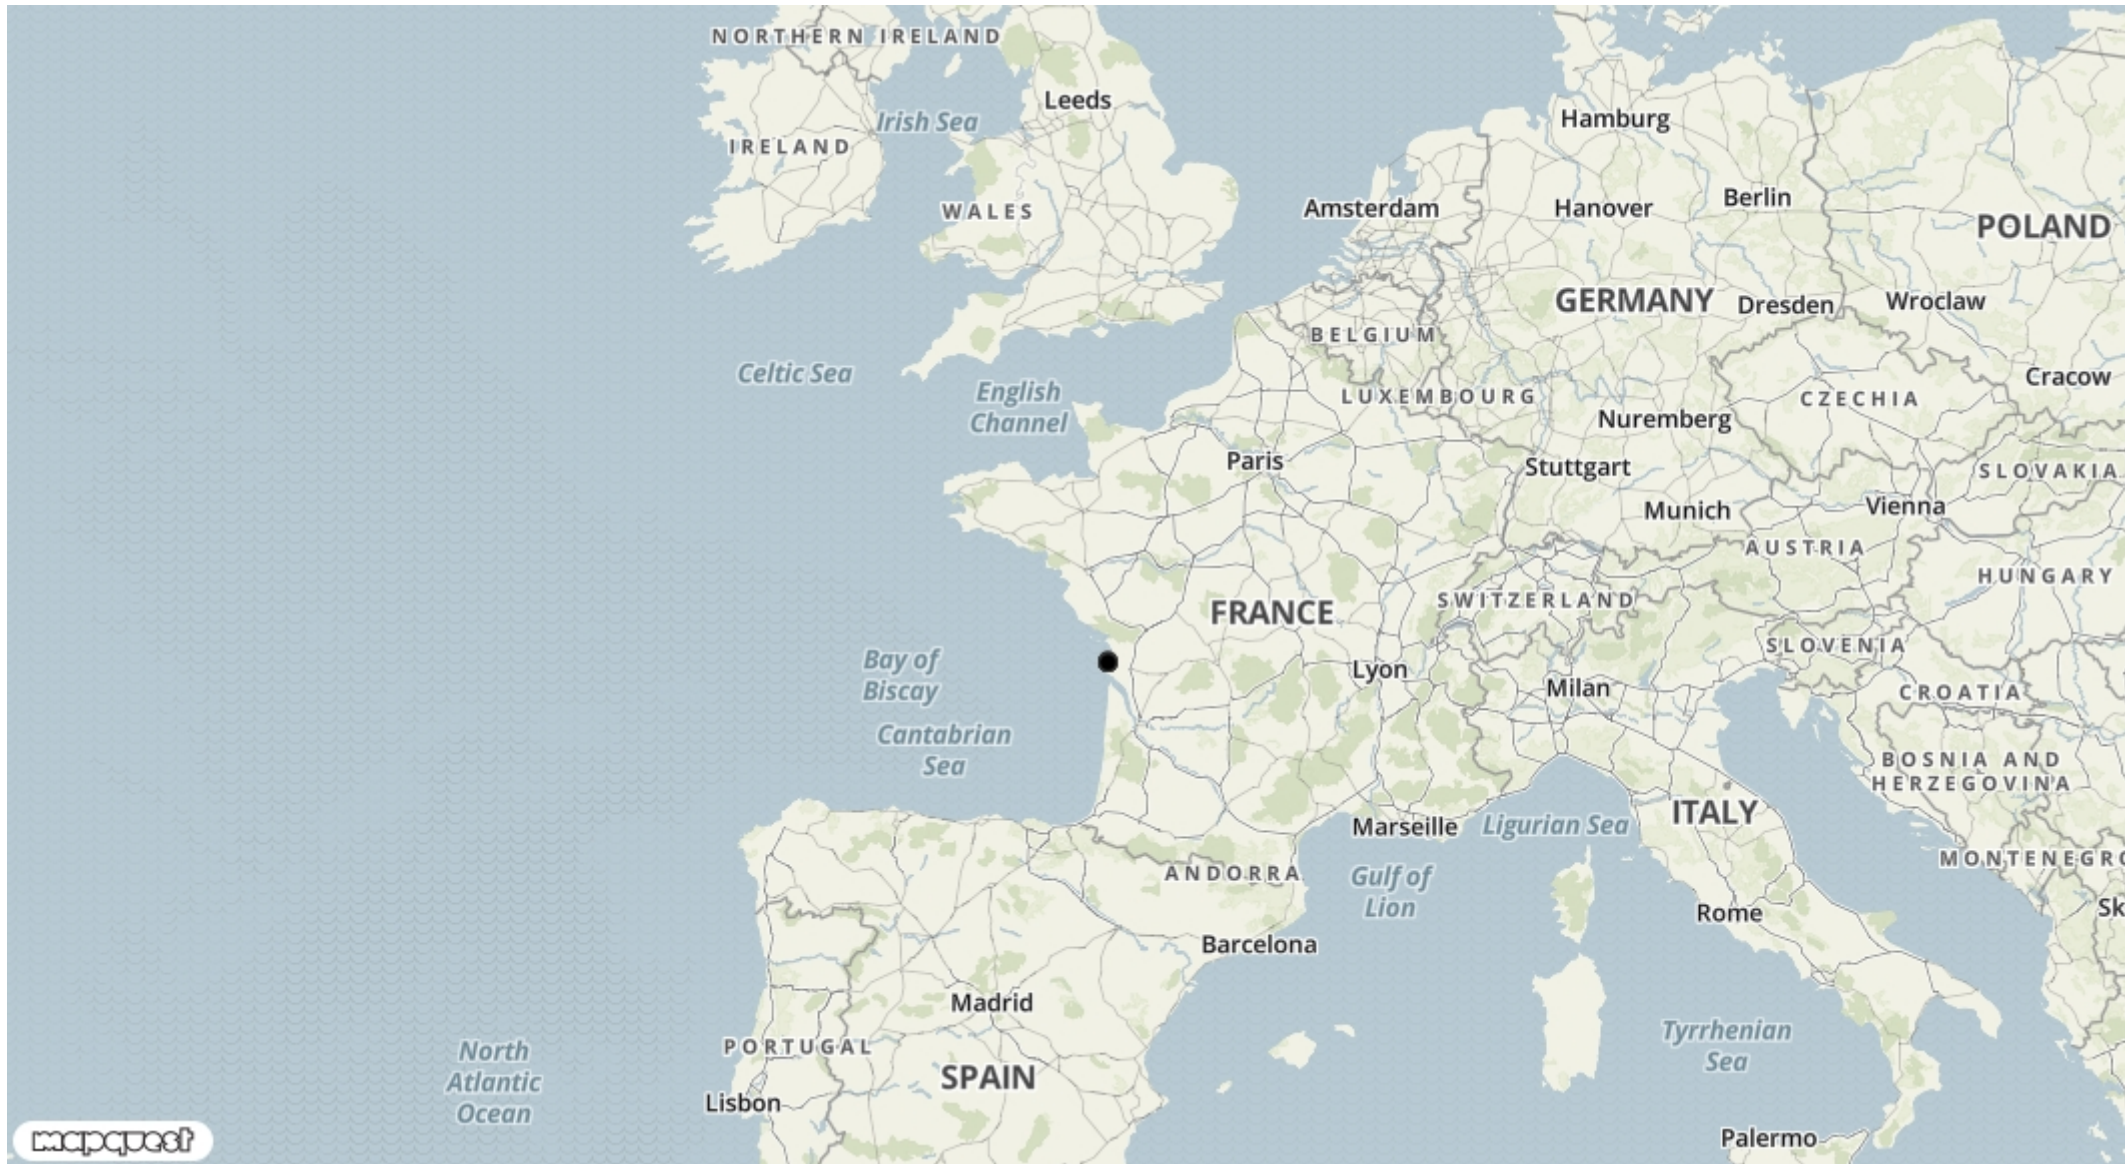 NORTHERN IRELAND
Leeds
Irish Sea
IRELAND
Hamburg
WALES
Amsterdam
Hanover
Berlin
POLAND
GERMANY
Dresden
Wroclaw
BELGIUM
Celtic Sea
English
Channel
LUXEMBOURG
Cracow
CZECHIA
Nuremberg
Paris
Stuttgart
SLOVAKIA
Munich
Vienna
AUSTRIA
HUNGARY
FRANCE
SWITZERLAND
SLOVENIA
Bay of
Biscay
Lyon
Milan
CROATIA
Cantabrian
Sea
BOSNIA AND
HERZEGOVINA
ITALY
Marseille
Ligurian Sea
MONTENEGRO
ANDORRA
Gulf of
Lion
Rome
Sk
Barcelona
Madrid
PORTUGAL
SPAIN
Tyrrhenian
Sea
North
Atlantic
Ocean
Lisbon
Palermo
mapquest